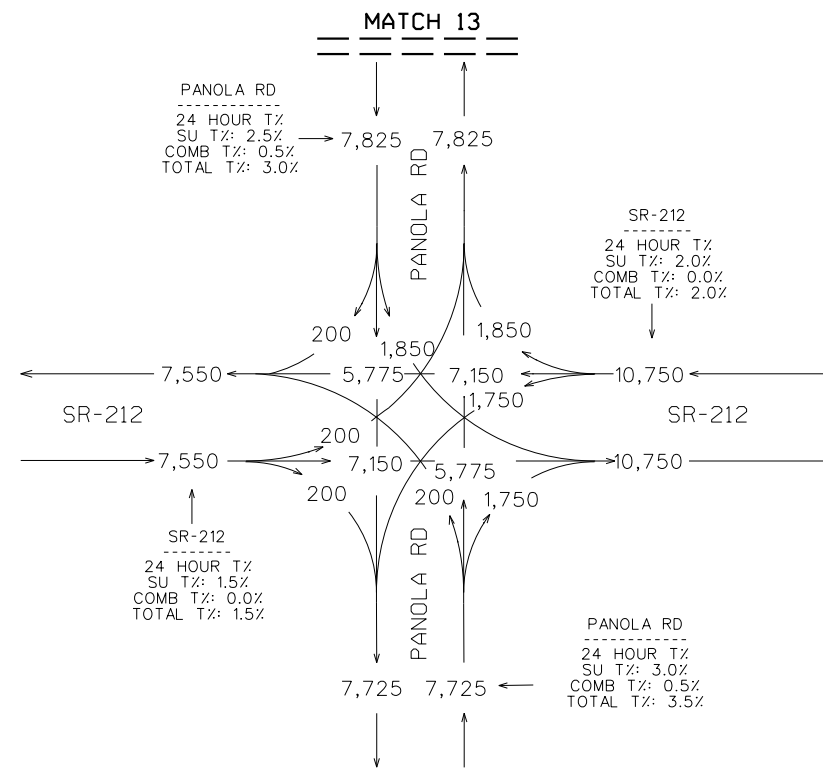 MATCH 13
PANOLA RD
24 HOUR T%
SU T%: 2.5%
COMB T%: 0.5%
TOTAL T%: 3.0%
7,825
7,825
PANOLA RD
SR-212
24 HOUR T%
SU T%: 2.0%
COMB T%: 0.0%
TOTAL T%: 2.0%
200
1,850
1,850
7,550
5,775
7,150
10,750
1,750
SR-212
SR-212
200
7,550
7,150
5,775
10,750
200
200
1,750
SR-212
24 HOUR T%
SU T%: 1.5%
COMB T%: 0.0%
TOTAL T%: 1.5%
PANOLA RD
PANOLA RD
24 HOUR T%
SU T%: 3.0%
COMB T%: 0.5%
TOTAL T%: 3.5%
7,725
7,725